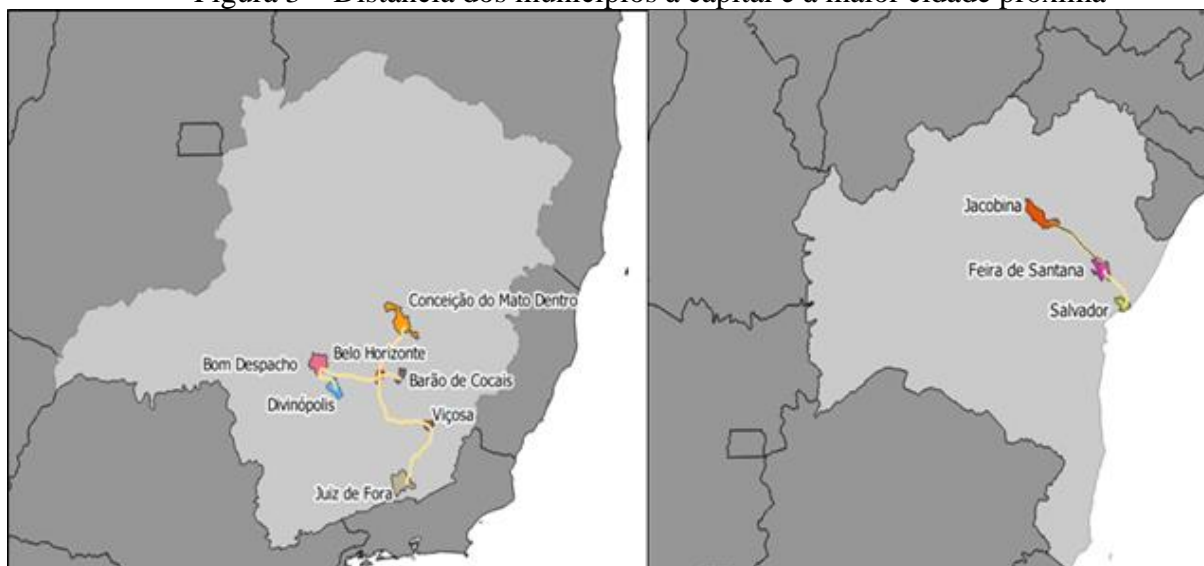 Figura 3 – Distância dos municípios à capital e à maior cidade próxima
Conceição do Mato Dentro
Belo Horizonte
Bom Despacho
Barão de Cocais
Divinópolis
Viçosa
Juiz de Fora
Jacobina
Feira de Santana
Salvador